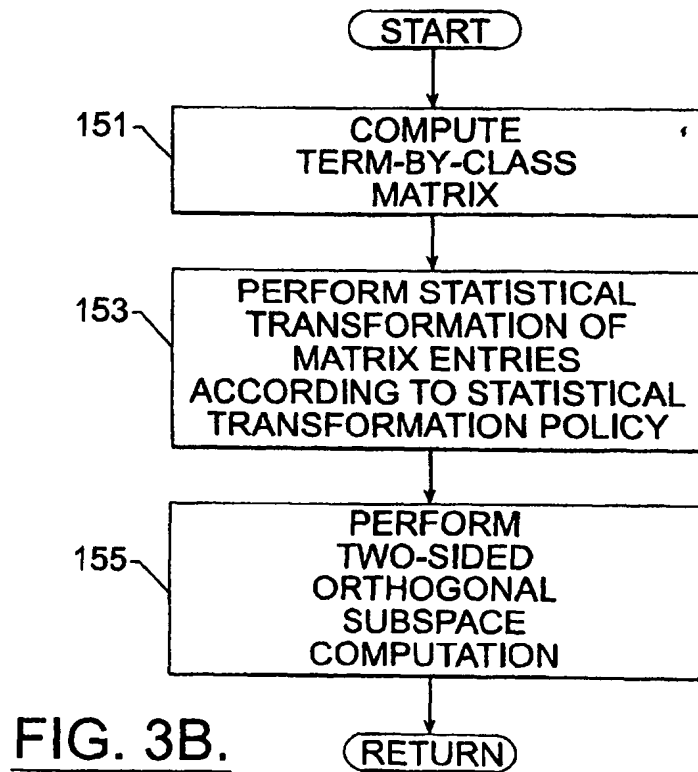 START
151
COMPUTE
TERM-BY-CLASS
MATRIX
153
PERFORM STATISTICAL
TRANSFORMATION OF
MATRIX ENTRIES
ACCORDING TO STATISTICAL
TRANSFORMATION POLICY
155
PERFORM
TWO-SIDED
ORTHOGONAL
SUBSPACE
COMPUTATION
RETURN
FIG. 3B.